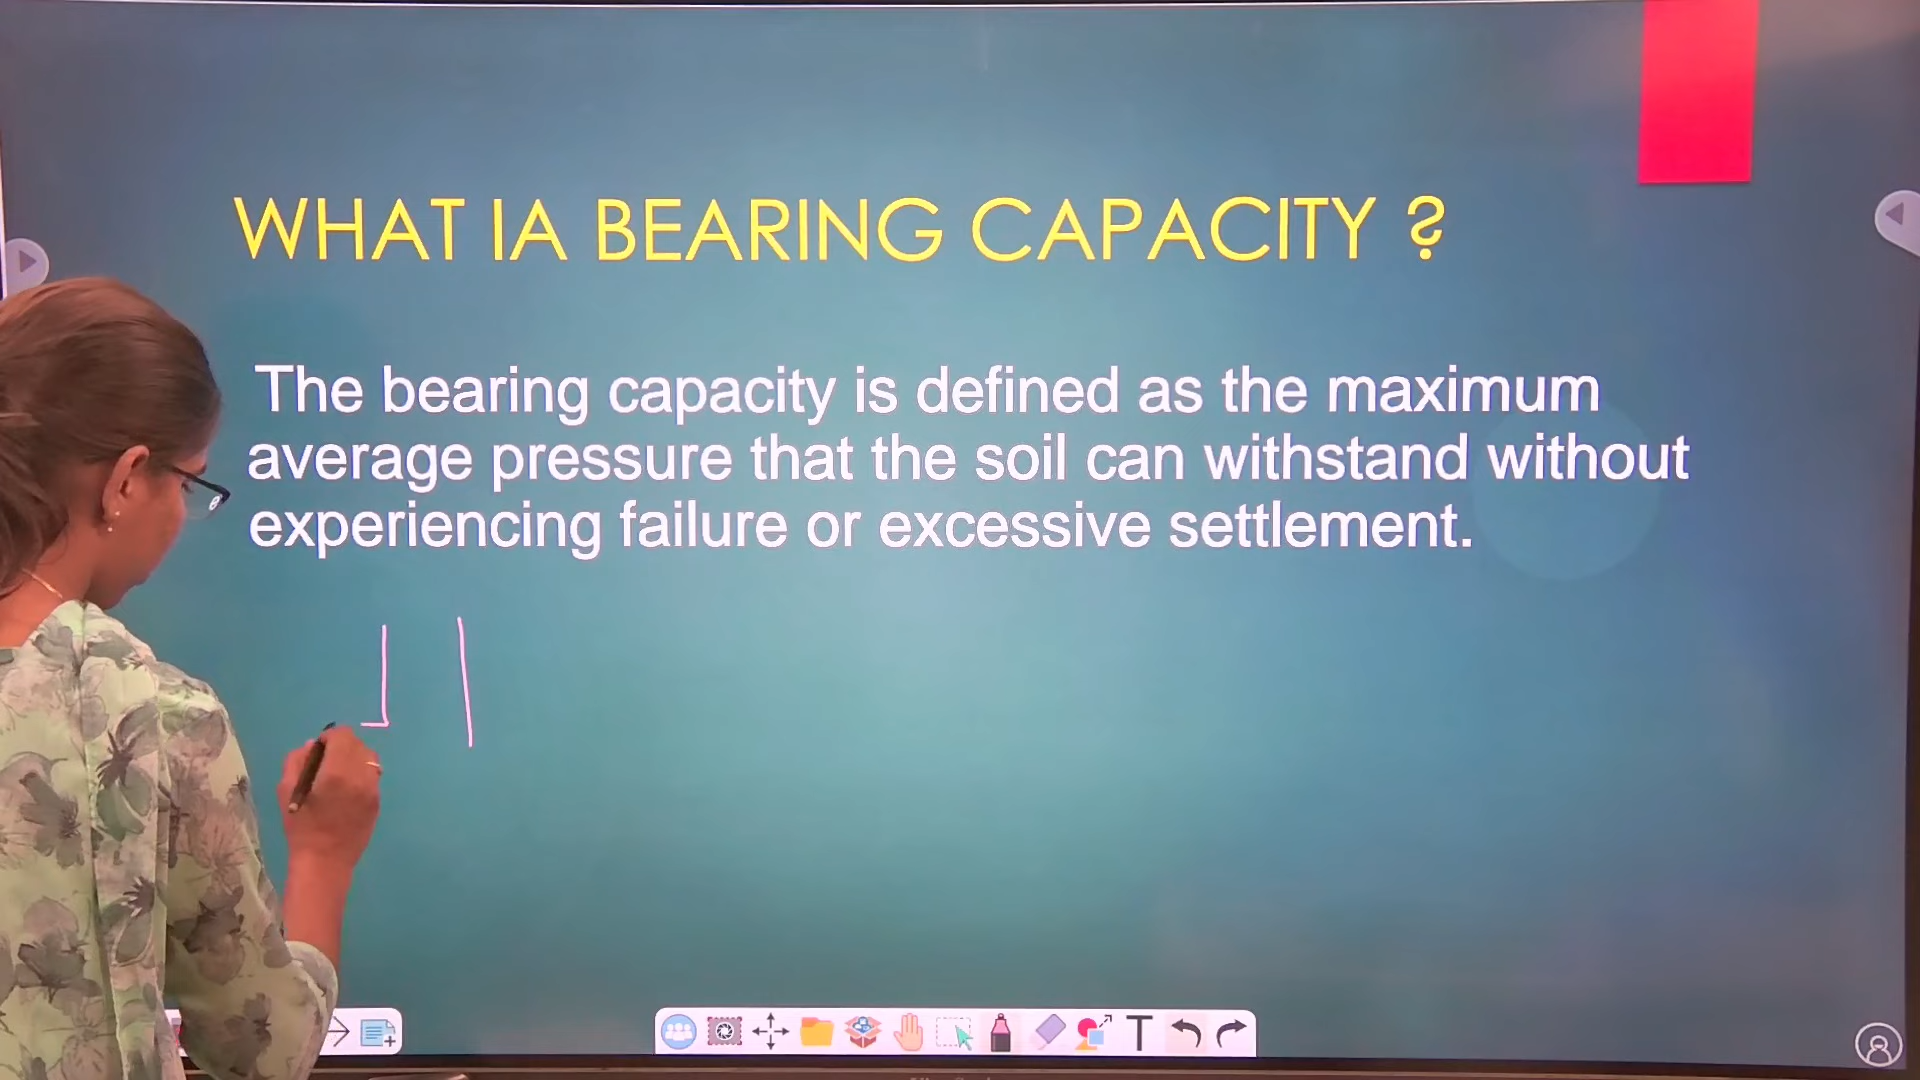 WHAT IA BEARING CAPACITY ?
The bearing capacity is defined as the maximum
average pressure that the soil can withstand without
experiencing failure or excessive settlement.
T